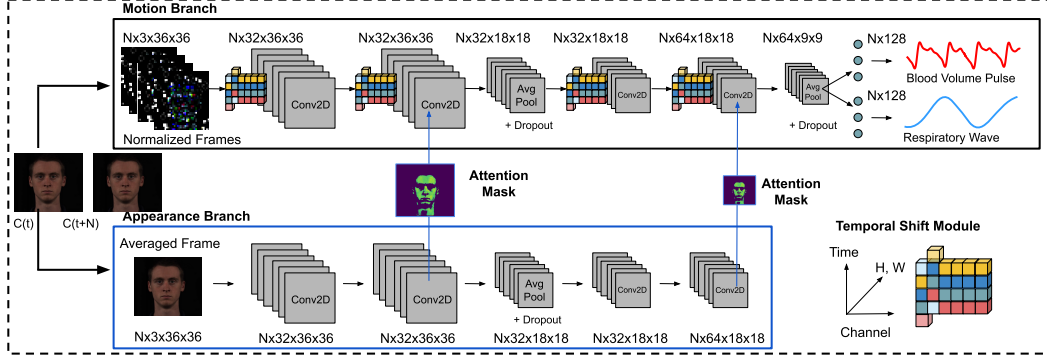 Motion Branch
Nx3x36x36
Nx32x36x36
Nx32x36x36
Nx32x18x18
Nx32x18x18
Nx64x18x18
Nx64x9x9
Nx128
Conv2D
Conv2D
Avg
Pool
Conv2D
Conv2D
Avg
Pool
Blood Volume Pulse
Nx128
+ Dropout
+ Dropout
Normalized Frames
Respiratory Wave
Attention
Mask
Attention
Mask
C(t)
C(t+N)
Appearance Branch
Averaged Frame
Conv2D
Conv2D
Avg
Pool
Conv2D
Conv2D
+ Dropout
Nx3x36x36
Nx32x36x36
Nx32x36x36
Nx32x18x18
Nx32x18x18
Nx64x18x18
Temporal Shift Module
Time
H, W
Channel